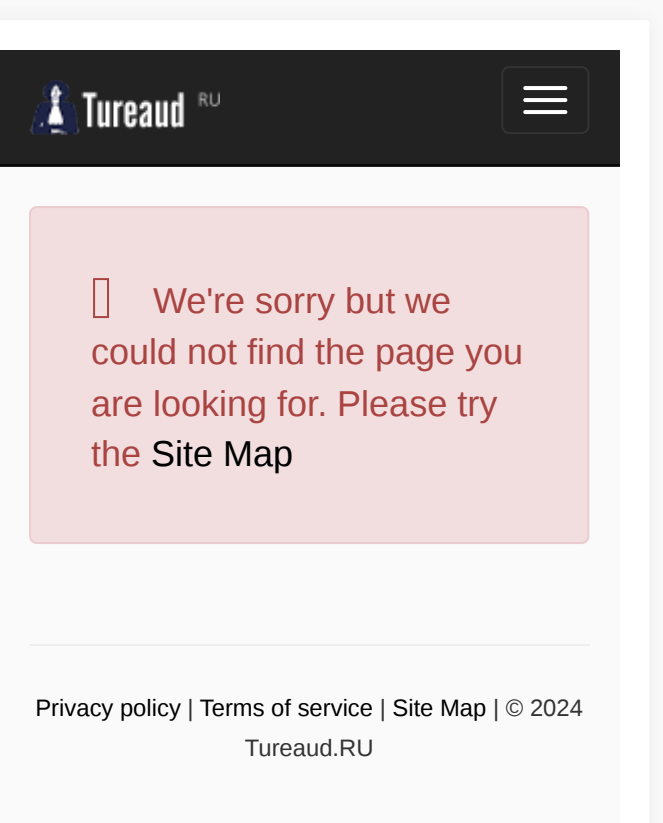 Tureaud RU
We're sorry but we
could not find the page you
are looking for. Please try
the Site Map
Privacy policy | Terms of service | Site Map | © 2024
Tureaud.RU